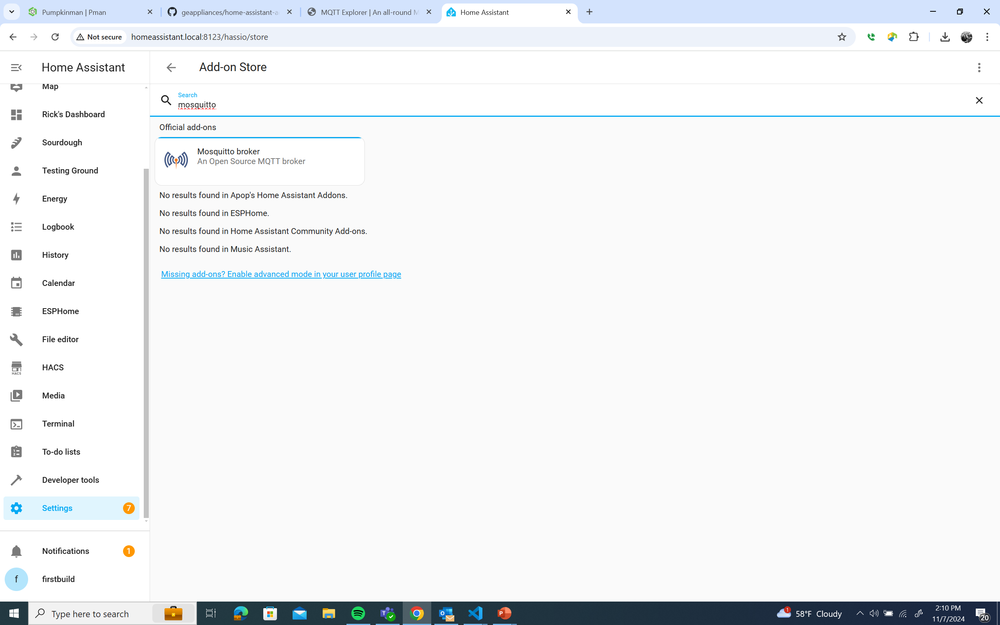 Pumpkinman | Pman
geappliances/home-assistant-a
MQTT Explorer | An all-round M
Home Assistant
Not secure
homeassistant.local:8123/hassio/store
Home Assistant
Add-on Store
Map
Rick's Dashboard
Sourdough
Testing Ground
Energy
Logbook
History
Calendar
ESPHome
File editor
HACS
HACS
Media
Terminal
To-do lists
Developer tools
Settings
7
Notifications
1
f
firstbuild
Search
mosquitto
Official add-ons
Mosquitto broker
An Open Source MQTT broker
No results found in Apop's Home Assistant Addons.
No results found in ESPHome.
No results found in Home Assistant Community Add-ons.
No results found in Music Assistant.
Missing add-ons? Enable advanced mode in your user profile page
Type here to search
1
58°F Cloudy
2:10 PM
11/7/2024
20